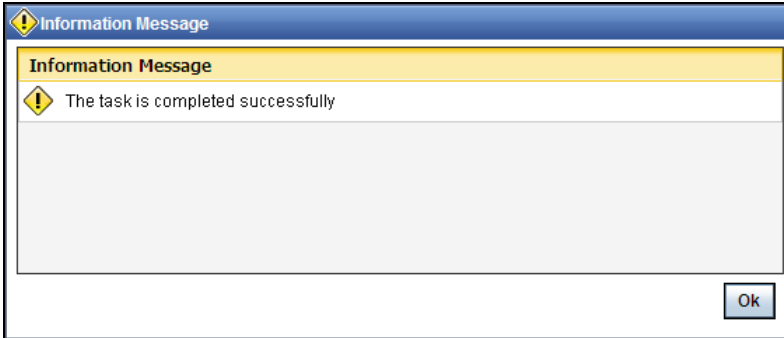 Information Message
Information Message
The task is completed successfully
Ok